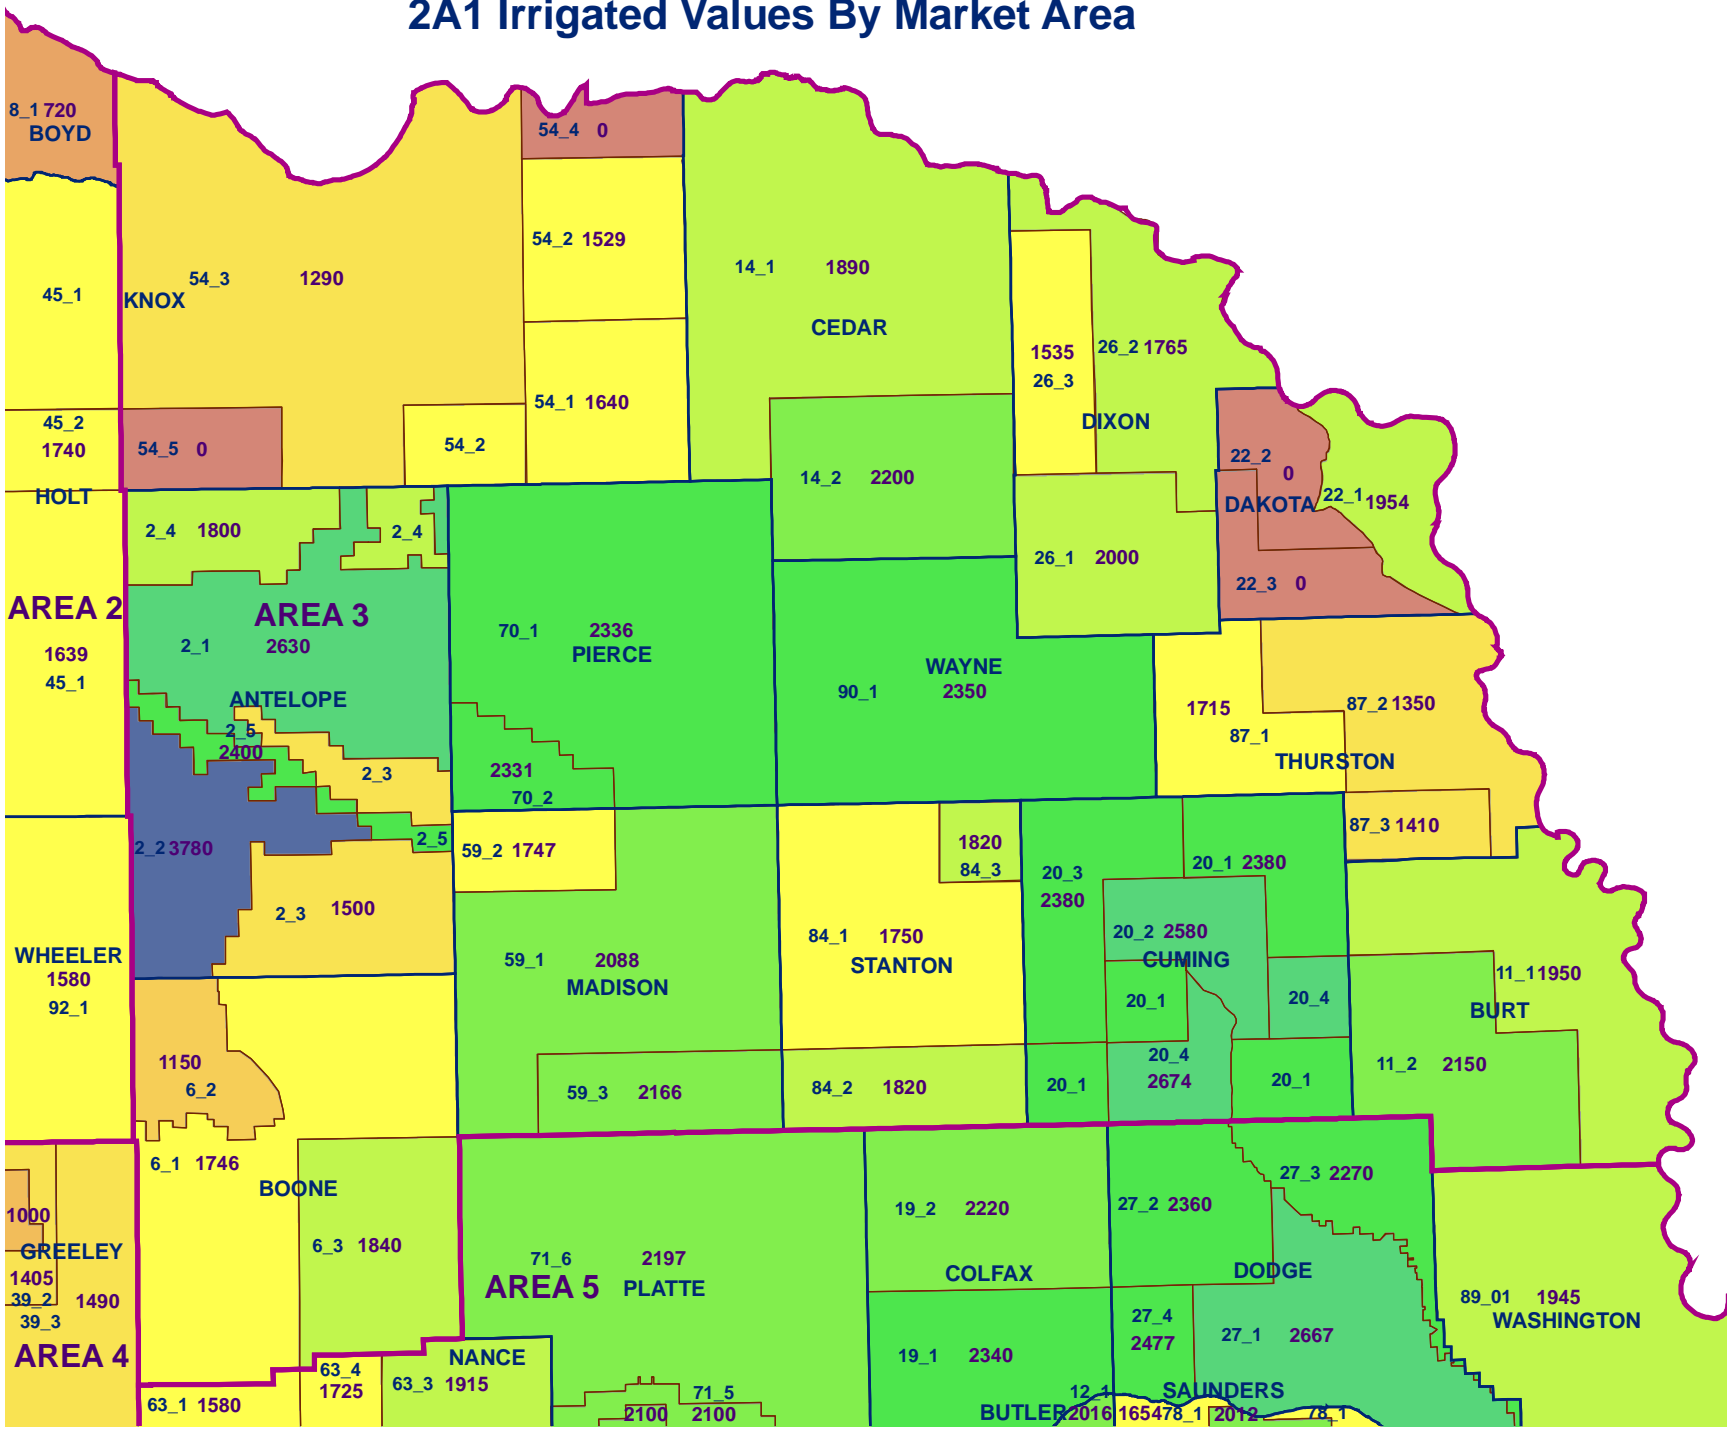 2A1 Irrigated Values By Market Area
8_1 720
BOYD
54_4 0
54_2 1529
14_1 1890
54_3 1290
45_1
KNOX
CEDAR
26_2 1765
1535
26_3
54_1 1640
DIXON
45_2
1740
54_5 0
54_2
22_2
0
14_2 2200
HOLT
DAKOTA
22_1 1954
2_4 1800
2_4
26_1 2000
22_3 0
AREA 2
AREA 3
70_1 2336
PIERCE
2_1 2630
1639
45_1
WAYNE
90_1 2350
ANTELOPE
87_2 1350
1715
87_1
2_5
2400
THURSTON
2_3
2331
70_2
87_3 1410
2_5
2_2 3780
59_2 1747
1820
84_3
20_1 2380
20_3
2380
2_3 1500
20_2 2580
CUMING
84_1 1750
STANTON
WHEELER
1580
92_1
59_1 2088
MADISON
11_1 1950
BURT
20_1
20_4
20_4
2674
1150
6_2
11_2 2150
59_3 2166
84_2 1820
20_1
20_1
6_1 1746
BOONE
27_3 2270
27_2 2360
19_2 2220
1000
GREELEY
6_3 1840
71_6 2197
PLATTE
AREA 5
COLFAX
DODGE
1405
39_2
39_3
1490
89_01 1945
WASHINGTON
27_4
2477
27_1 2667
AREA 4
NANCE
19_1 2340
63_4
1725
63_3 1915
63_1 1580
71_5
2100 2100
12_1
SAUNDERS
BUTLER 2016 1654 78_1 2012 78_1